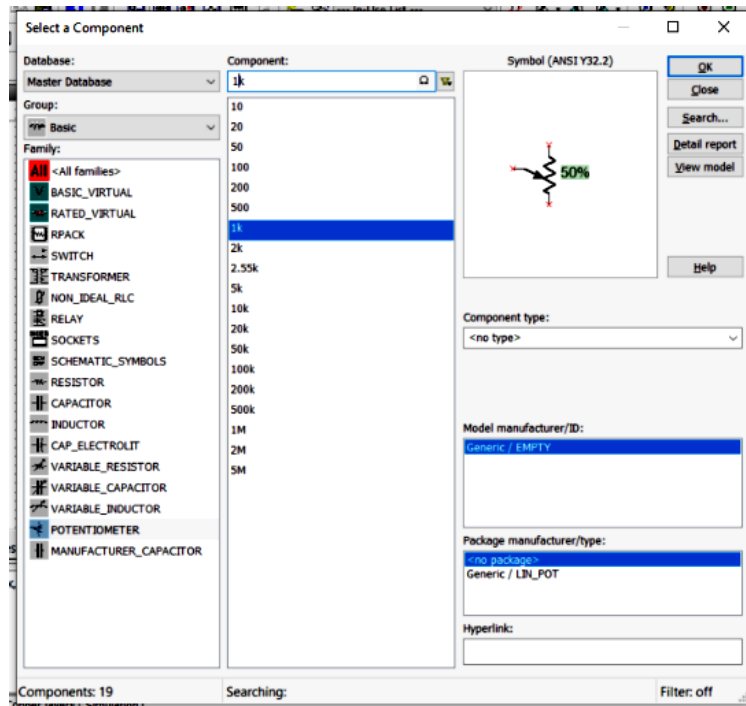 --- In-Use List ---
Select a Component
Database:
Master Database
Group:
Basic
Family:
All <All families>
BASIC_VIRTUAL
RATED_VIRTUAL
RPACK
SWITCH
TRANSFORMER
NON_IDEAL_RLC
RELAY
SOCKETS
SCHEMATIC_SYMBOLS
RESISTOR
CAPACITOR
INDUCTOR
CAP_ELECTROLIT
VARIABLE_RESISTOR
VARIABLE_CAPACITOR
VARIABLE_INDUCTOR
POTENTIOMETER
MANUFACTURER_CAPACITOR
Component:
1k Ω
10
20
50
100
200
500
1k
2k
2.55k
5k
10k
20k
50k
100k
200k
500k
1M
2M
5M
Symbol (ANSI Y32.2)
50%
OK
Close
Search...
Detail report
View model
Help
Component type:
<no type>
Model manufacturer/ID:
Generic / EMPTY
Package manufacturer/type:
<no package>
Generic / LIN_POT
Hyperlink:
Components: 19
Searching:
Filter: off